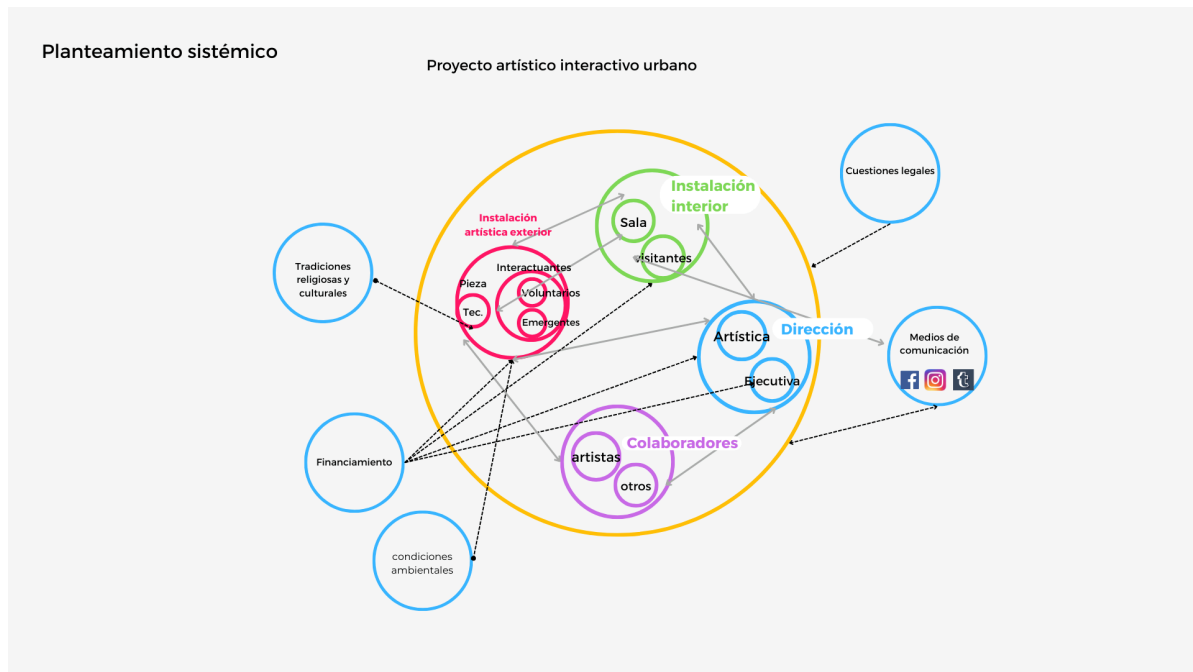 Planteamiento sistémico
Proyecto artístico interactivo urbano
Cuestiones legales
Instalación
interior
Sala
visitantes
Instalación
artística exterior
Interactuantes
Pieza
Voluntarios
Tec.
Emergentes
Tradiciones
religiosas y
culturales
Dirección
Artística
Ejecutiva
Medios de
comunicación
Colaboradores
artistas
otros
Financiamiento
condiciones
ambientales